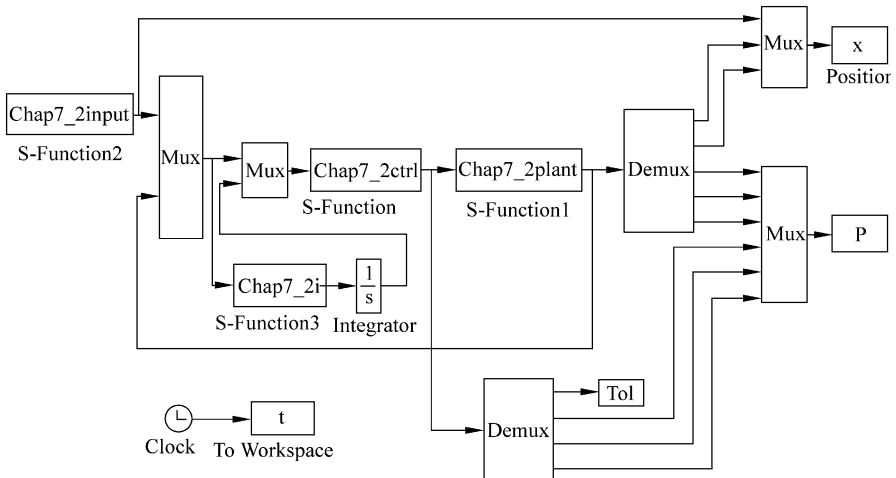 Mux
x
Position
Chap7_2input
S-Function2
Mux
Mux
Chap7_2ctrl
S-Function
Chap7_2plant
S-Function1
Demux
Mux
P
Chap7_2i
S-Function3
1
s
Integrator
Tol
Demux
Clock
t
To Workspace